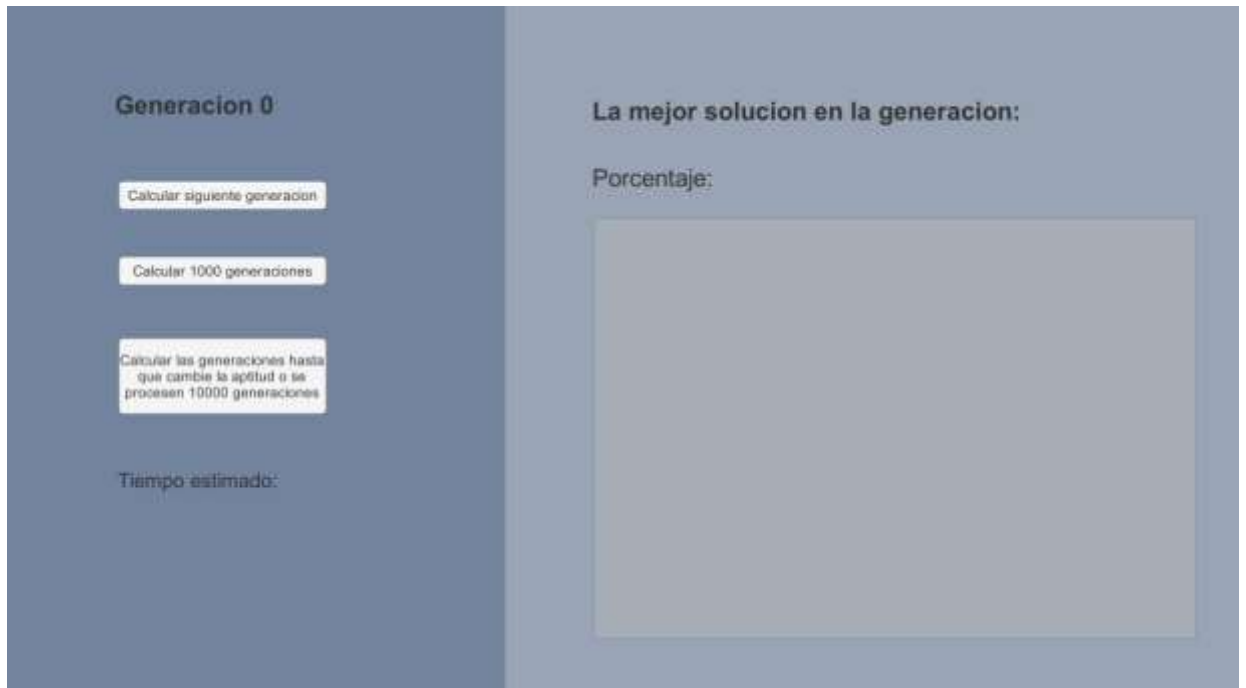 Generacion 0
Calcular siguiente generacion
Calcular 1000 generaciones
Calcular las generaciones hasta
que cambie la aptitud o se
procesen 10000 generaciones
Tiempo estimado:
La mejor solucion en la generacion:
Porcentaje: